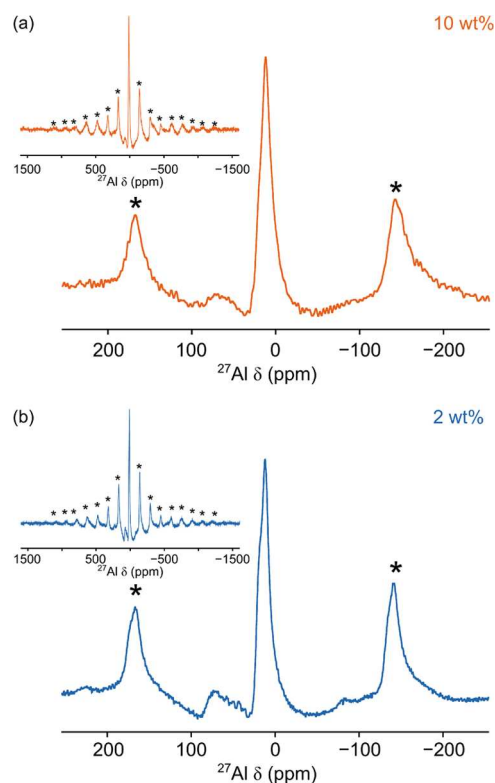 (a)
10 wt%
* * * * * * * * * * * * * *
1500 500 −500 −1500
²⁷Al δ (ppm)
* *
200 100 0 −100 −200
²⁷Al δ (ppm)
(b)
2 wt%
* * * * * * * * * * * * * *
1500 500 −500 −1500
²⁷Al δ (ppm)
* *
200 100 0 −100 −200
²⁷Al δ (ppm)